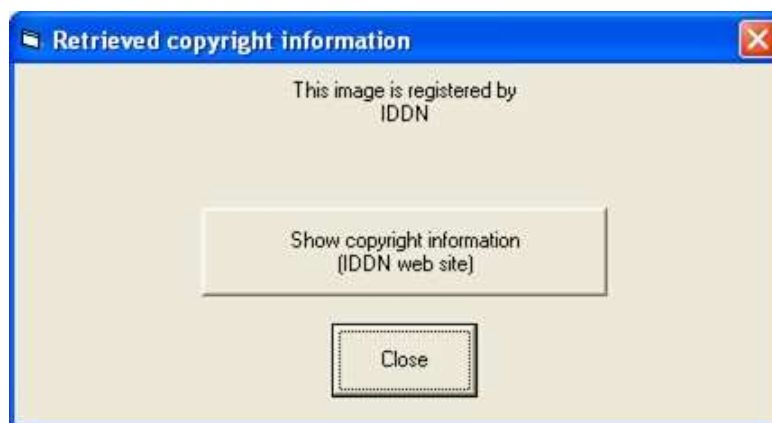 Retrieved copyright information
This image is registered by
IDDN
Show copyright information
(IDDN web site)
Close